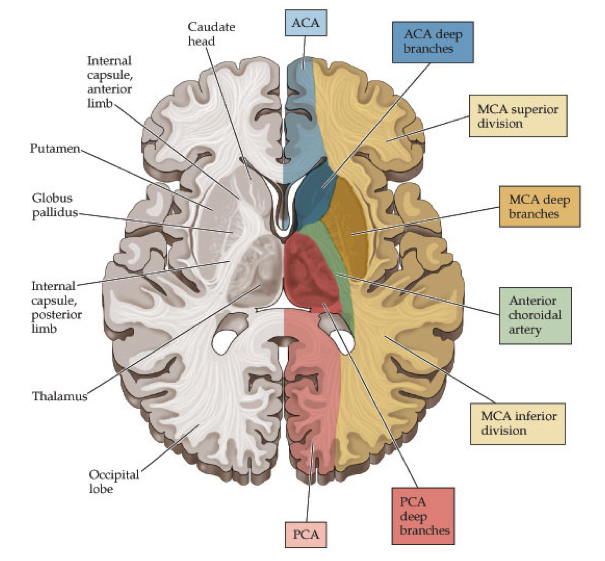 ACA
Caudate
head
ACA deep
branches
Internal
capsule,
anterior
limb
MCA superior
division
Putamen
Globus
pallidus
MCA deep
branches
Internal
capsule,
posterior
limb
Anterior
choroidal
artery
Thalamus
MCA inferior
division
Occipital
lobe
PCA
deep
branches
PCA